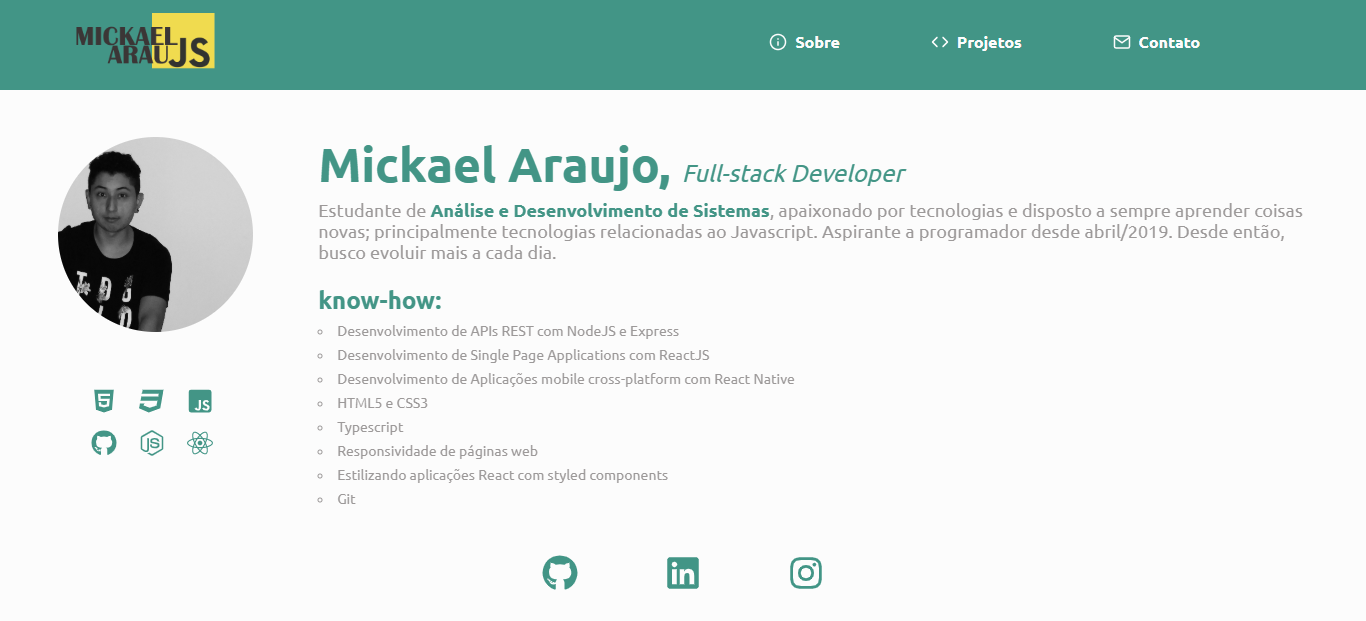 MICKAEL
ARAUJS
Sobre
Projetos
Contato
Mickael Araujo, Full-stack Developer
Estudante de Análise e Desenvolvimento de Sistemas, apaixonado por tecnologias e disposto a sempre aprender coisas
novas; principalmente tecnologias relacionadas ao Javascript. Aspirante a programador desde abril/2019. Desde então,
busco evoluir mais a cada dia.
know-how:
Desenvolvimento de APIs REST com NodeJS e Express
Desenvolvimento de Single Page Applications com ReactJS
Desenvolvimento de Aplicações mobile cross-platform com React Native
HTML5 e CSS3
Typescript
Responsividade de páginas web
Estilizando aplicações React com styled components
Git
5 JS
JS
in